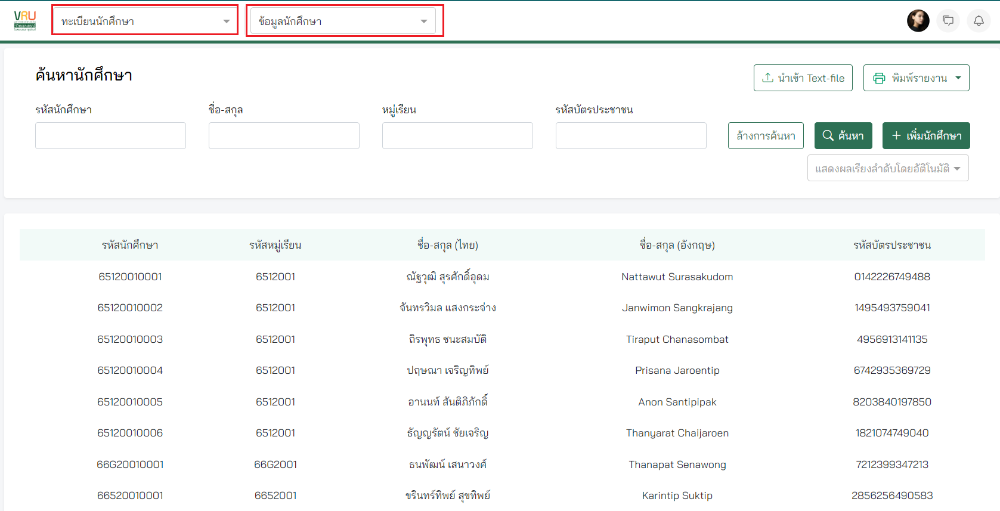 VRU
ทะเบียนนักศึกษา
ข้อมูลนักศึกษา
ค้นหานักศึกษา
นำเข้า Text-file
พิมพ์รายงาน
รหัสนักศึกษา ชื่อ-สกุล หมู่เรียน รหัสบัตรประชาชน
ล้างการค้นหา ค้นหา + เพิ่มนักศึกษา
แสดงผลเรียงลำดับโดยอัติโนมัติ
รหัสนักศึกษา รหัสหมู่เรียน ชื่อ-สกุล (ไทย) ชื่อ-สกุล (อังกฤษ) รหัสบัตรประชาชน
65120010001 6512001 ณัฐวุฒิ สุรศักดิ์อุดม Nattawut Surasakudom 0142226749488
65120010002 6512001 จันทรวิมล แสงกระจ่าง Janwimon Sangkrajang 1495493759041
65120010003 6512001 ถิรพุทธ ชนะสมบัติ Tiraput Chanasombat 4956913141135
65120010004 6512001 ปฤษณา เจริญทิพย์ Prisana Jaroentip 6742935369729
65120010005 6512001 อานนท์ สันติภิภักดิ์ Anon Santipipak 8203840197850
65120010006 6512001 ธัญญรัตน์ ชัยเจริญ Thanyarat Chaijaroen 1821074749040
66G20010001 66G2001 ธนพัฒน์ เสนาวงศ์ Thanapat Senawong 7212399347213
66520010001 6652001 ขรินทร์ทิพย์ สุขทิพย์ Karintip Suktip 2856256490583